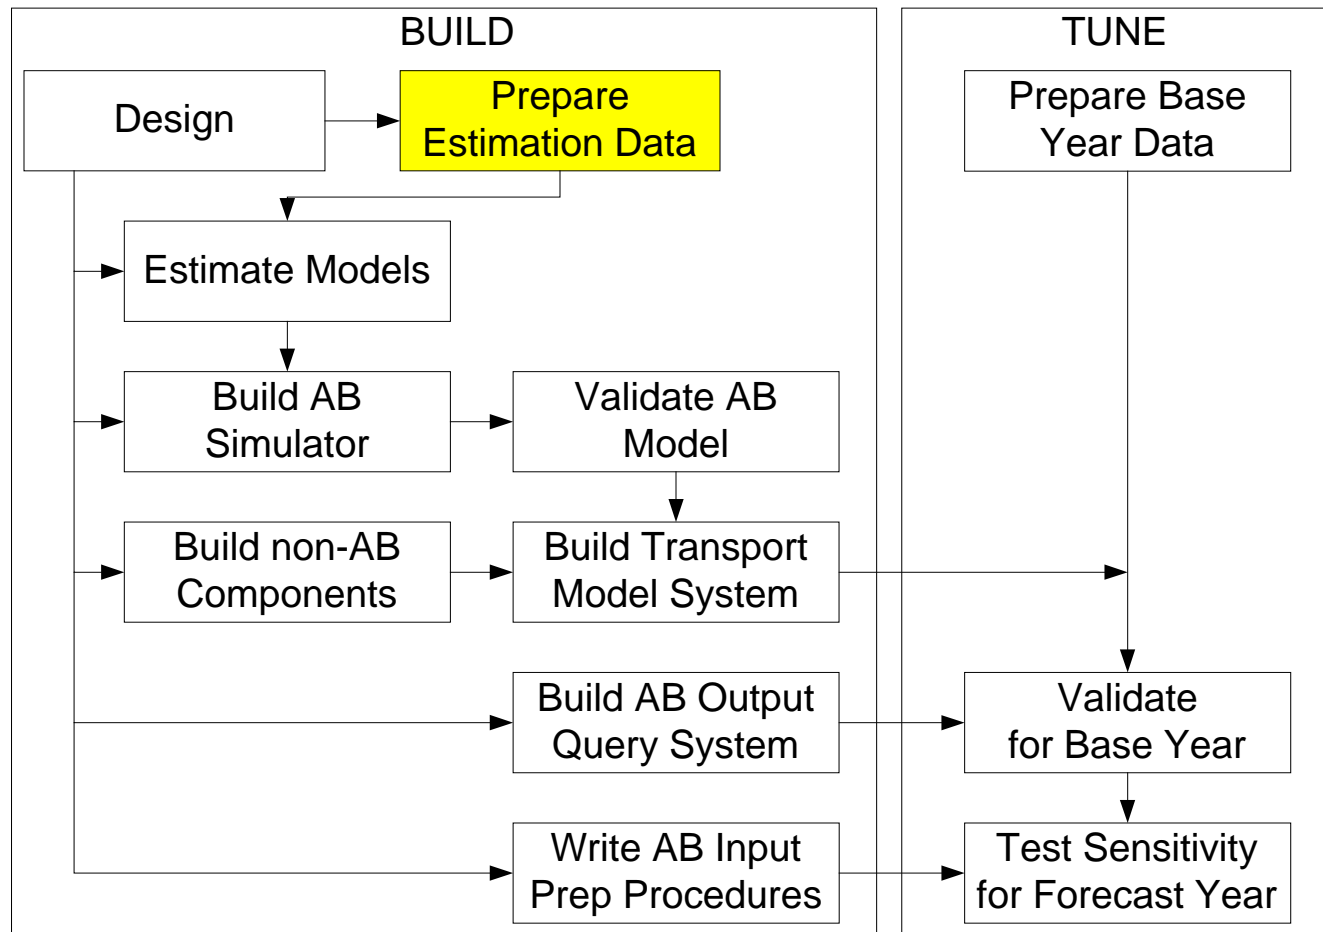 BUILD
TUNE
Design
Prepare
Estimation Data
Prepare Base
Year Data
Estimate Models
Build AB
Simulator
Validate AB
Model
Build non-AB
Components
Build Transport
Model System
Build AB Output
Query System
Validate
for Base Year
Write AB Input
Prep Procedures
Test Sensitivity
for Forecast Year